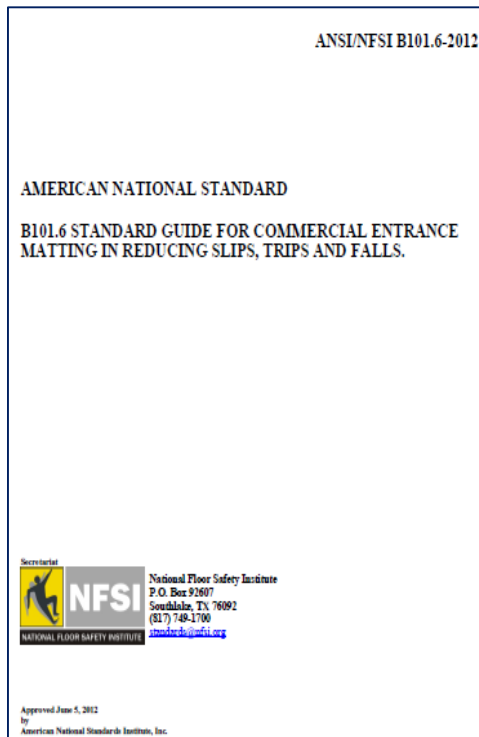 ANSI/NFSI B101.6-2012
AMERICAN NATIONAL STANDARD
B101.6 STANDARD GUIDE FOR COMMERCIAL ENTRANCE
MATTING IN REDUCING SLIPS, TRIPS AND FALLS.
Secretariat
NFSI
NATIONAL FLOOR SAFETY INSTITUTE
National Floor Safety Institute
P.O. Box 92607
Southlake, TX 76092
(817) 749-1700
standards@nfsi.org
Approved June 5, 2012
by
American National Standards Institute, Inc.